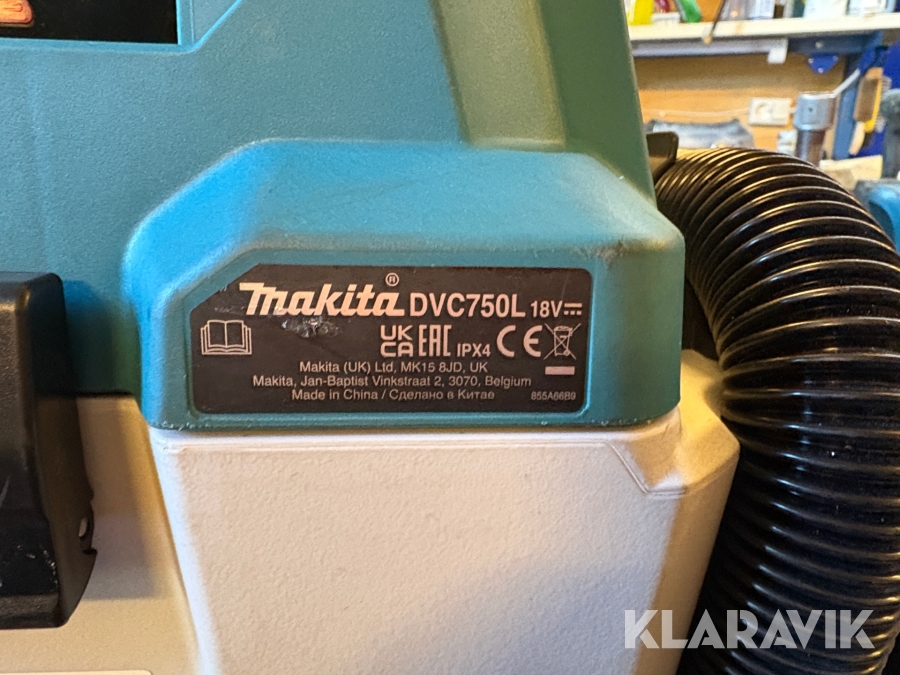 makita® DVC750L 18V⎓
UK CA EAC IPX4 CE
Makita (UK) Ltd, MK15 8JD, UK
Makita, Jan-Baptist Vinkstraat 2, 3070, Belgium
Made in China / Сделано в Китае 855A66B9
KLARAVIK